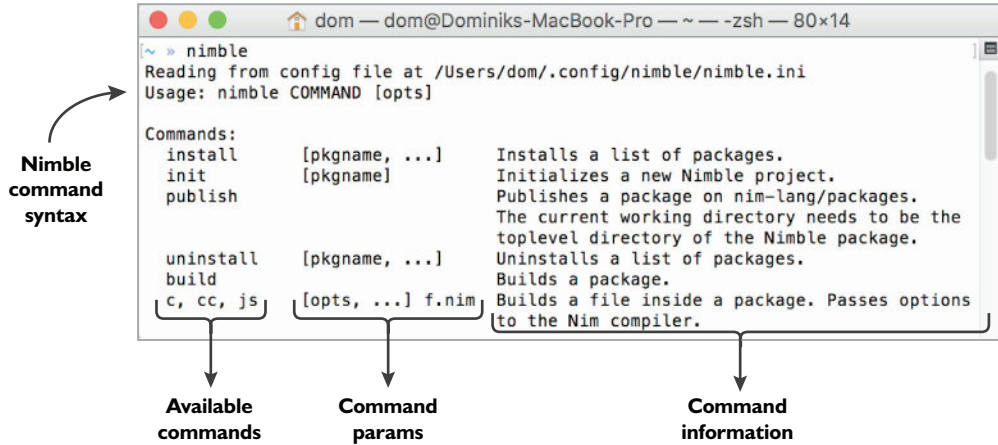 dom — dom@Dominiks-MacBook-Pro — ~ — -zsh — 80×14
[~ » nimble ]
Reading from config file at /Users/dom/.config/nimble/nimble.ini
Usage: nimble COMMAND [opts]
Commands:
install [pkgname, ...] Installs a list of packages.
init [pkgname] Initializes a new Nimble project.
publish Publishes a package on nim-lang/packages.
The current working directory needs to be the
toplevel directory of the Nimble package.
uninstall [pkgname, ...] Uninstalls a list of packages.
build Builds a package.
c, cc, js [opts, ...] f.nim Builds a file inside a package. Passes options
to the Nim compiler.
Nimble
command
syntax
Available
commands
Command
params
Command
information